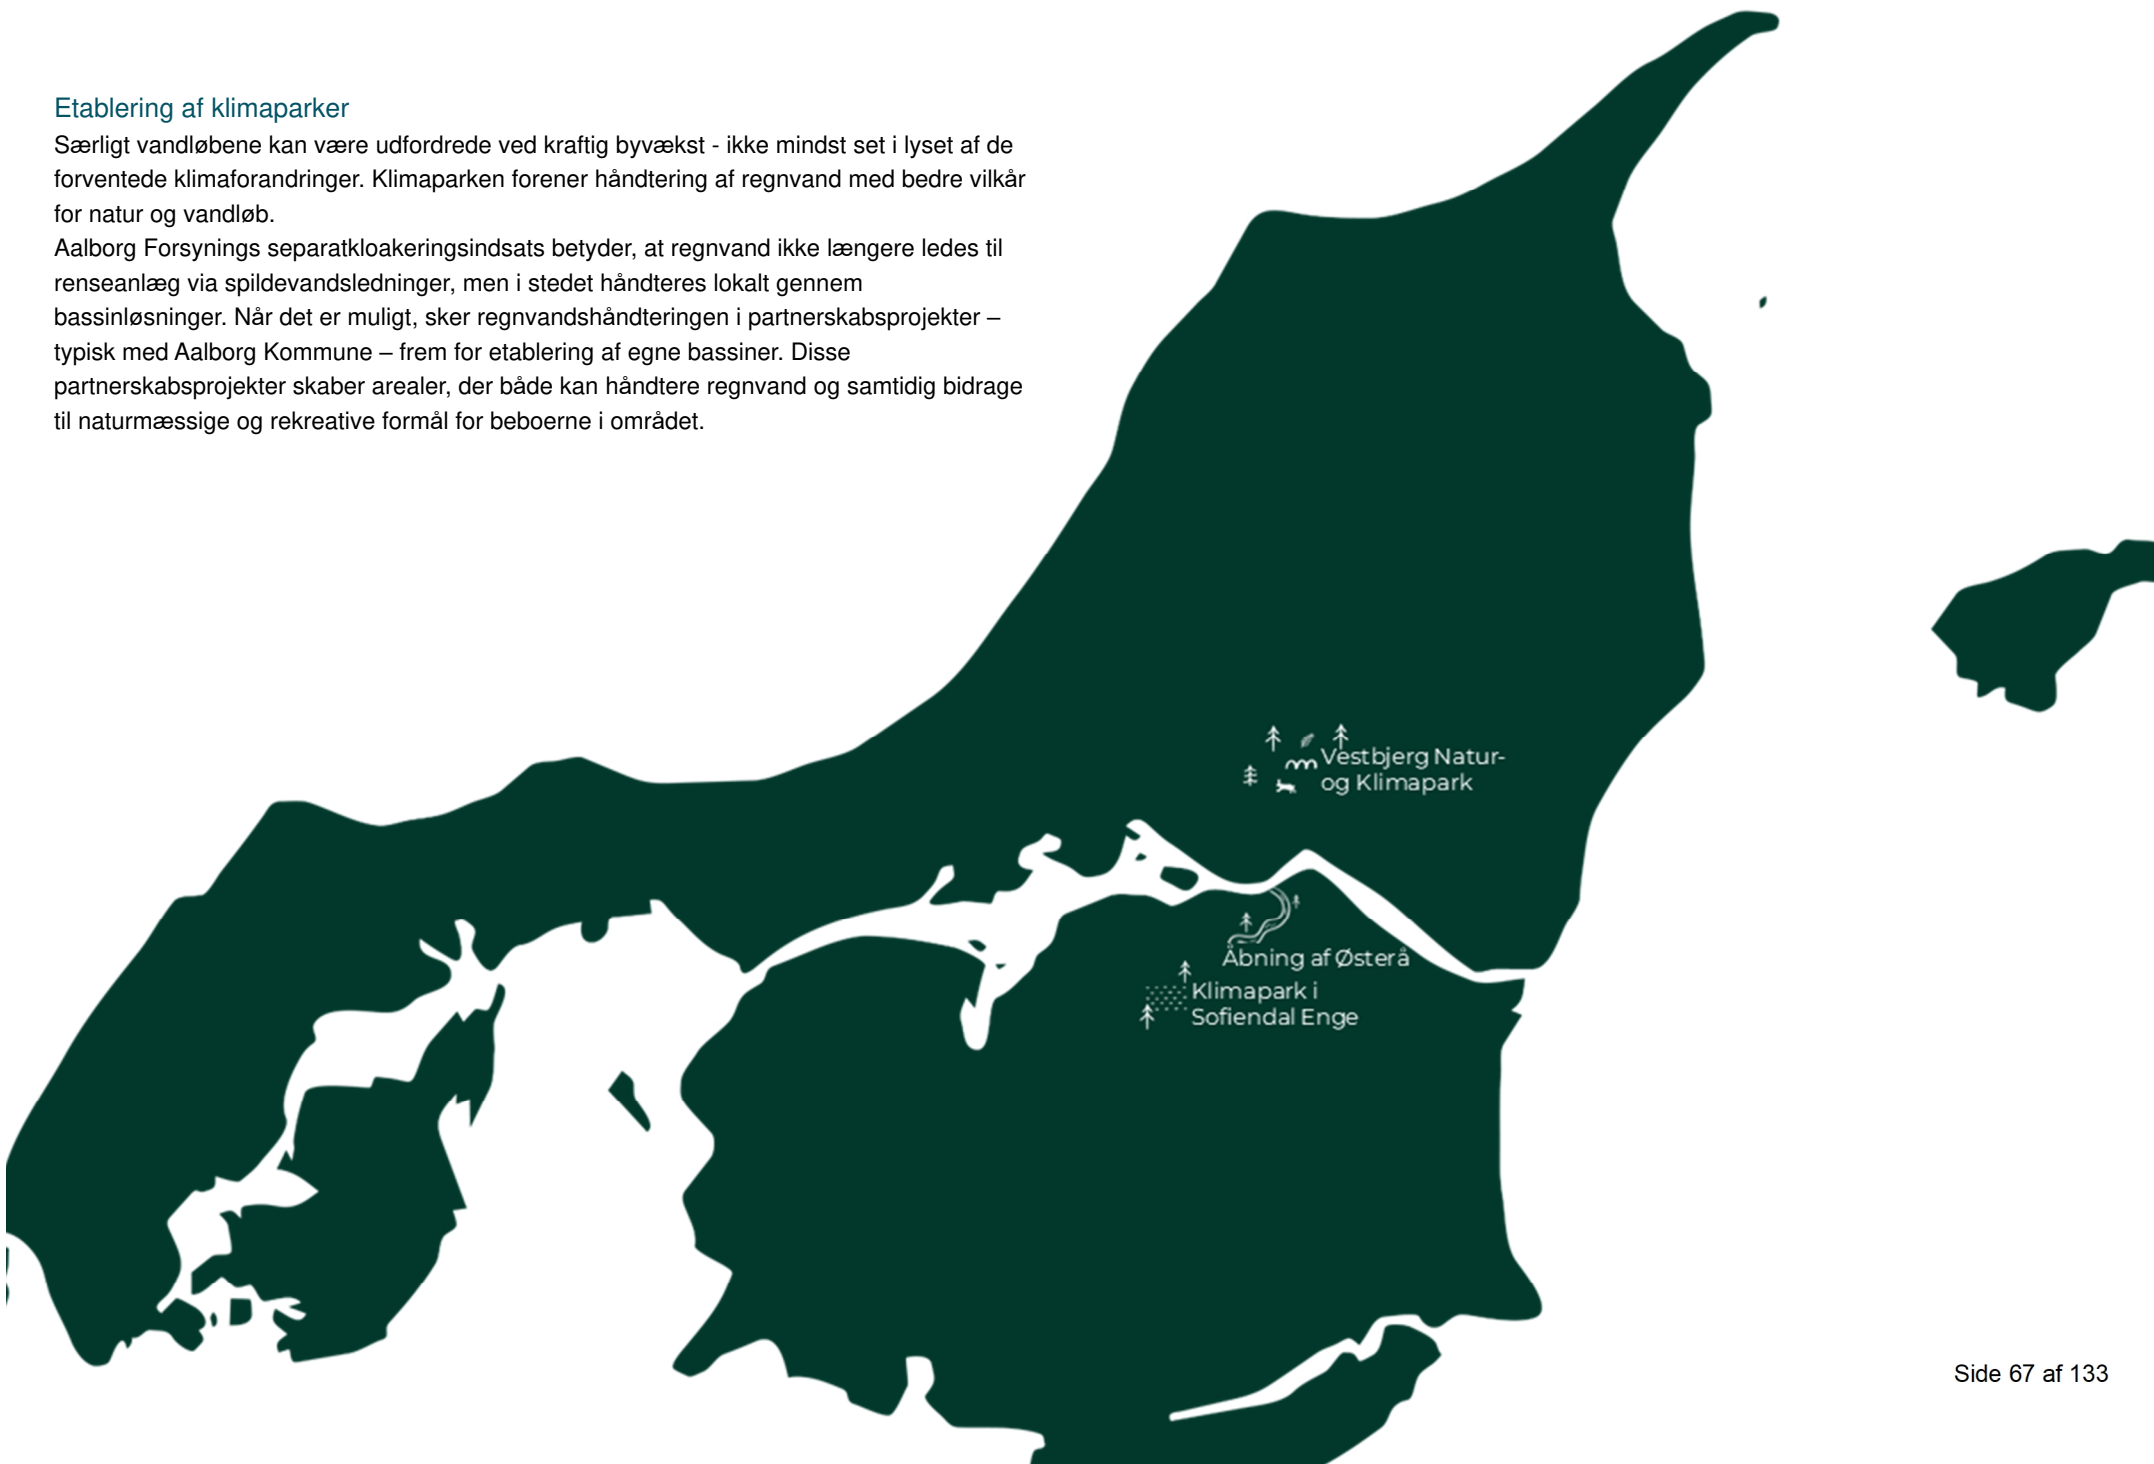 Etablering af klimaparker
Særligt vandløbene kan være udfordrede ved kraftig byvækst - ikke mindst set i lyset af de
forventede klimaforandringer. Klimaparken forener håndtering af regnvand med bedre vilkår
for natur og vandløb.
Aalborg Forsynings separatkloakeringsindsats betyder, at regnvand ikke længere ledes til
renseanlæg via spildevandsledninger, men i stedet håndteres lokalt gennem
bassinløsninger. Når det er muligt, sker regnvandshåndteringen i partnerskabsprojekter –
typisk med Aalborg Kommune – frem for etablering af egne bassiner. Disse
partnerskabsprojekter skaber arealer, der både kan håndtere regnvand og samtidig bidrage
til naturmæssige og rekreative formål for beboerne i området.
Vestbjerg Natur-
og Klimapark
Åbning af Østerå
Klimapark i
Sofiendal Enge
Side 67 af 133